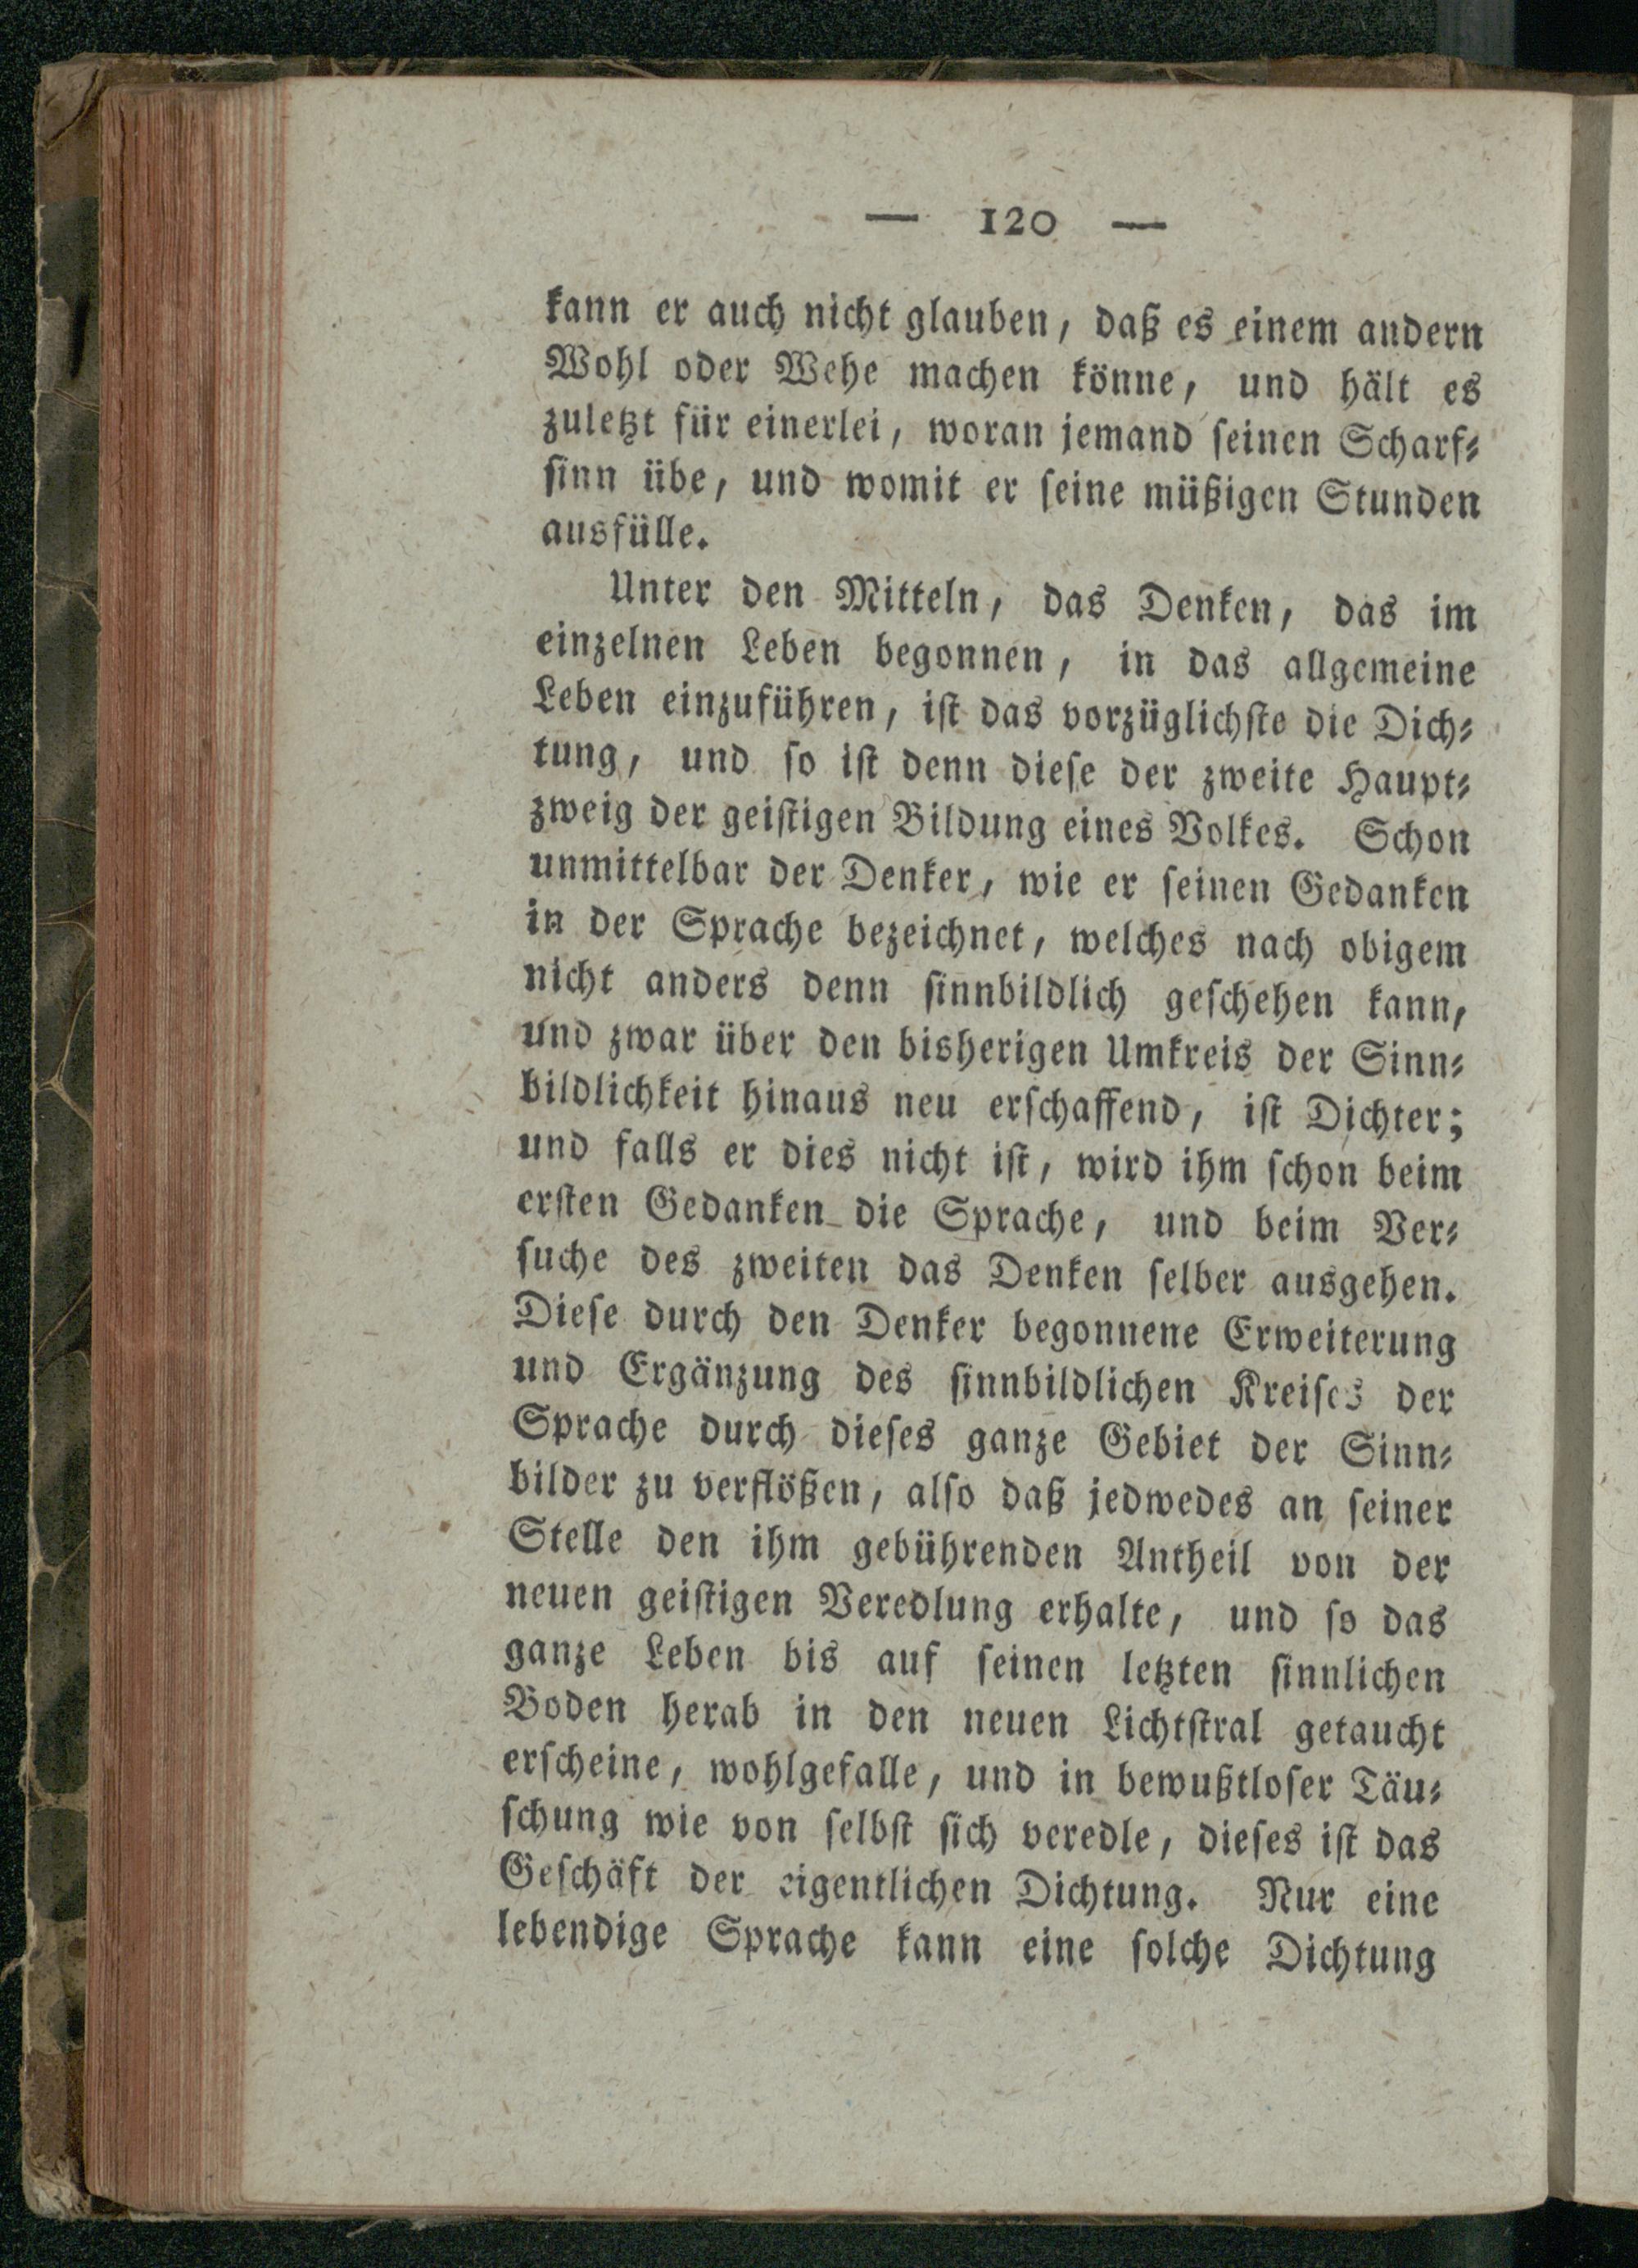 — 120 —
kann er auch nicht glauben, daß es einem andern
Wohl oder Wehe machen könne, und hält es
zuletzt für einerlei, woran jemand ſeinen Scharf⸗
ſinn übe, und womit er ſeine müßigen Stunden
ausfülle.
Unter den Mitteln, das Denken, das im
einzelnen Leben begonnen, in das allgemeine
Leben einzuführen, iſt das vorzüglichſte die Dich⸗
tung, und ſo iſt denn dieſe der zweite Haupt⸗
zweig der geiſtigen Bildung eines Volkes. Schon
unmittelbar der Denker, wie er ſeinen Gedanken
in der Sprache bezeichnet, welches nach obigem
nicht anders denn ſinnbildlich geſchehen kann,
und zwar über den bisherigen Umkreis der Sinn⸗
bildlichkeit hinaus neu erſchaffend, iſt Dichter;
und falls er dies nicht iſt, wird ihm ſchon beim
erſten Gedanken die Sprache, und beim Ver⸗
ſuche des zweiten das Denken ſelber ausgehen.
Dieſe durch den Denker begonnene Erweiterung
und Ergänzung des ſinnbildlichen Kreiſes der
Sprache durch dieſes ganze Gebiet der Sinn⸗
bilder zu verflößen, alſo daß jedwedes an ſeiner
Stelle den ihm gebührenden Antheil von der
neuen geiſtigen Veredlung erhalte, und ſo das
ganze Leben bis auf ſeinen letzten ſinnlichen
Boden herab in den neuen Lichtſtral getaucht
erſcheine, wohlgefalle, und in bewußtloſer Täu⸗
ſchung wie von ſelbſt ſich veredle, dieſes iſt das
Geſchäft der eigentlichen Dichtung. Nur eine
lebendige Sprache kann eine ſolche Dichtung